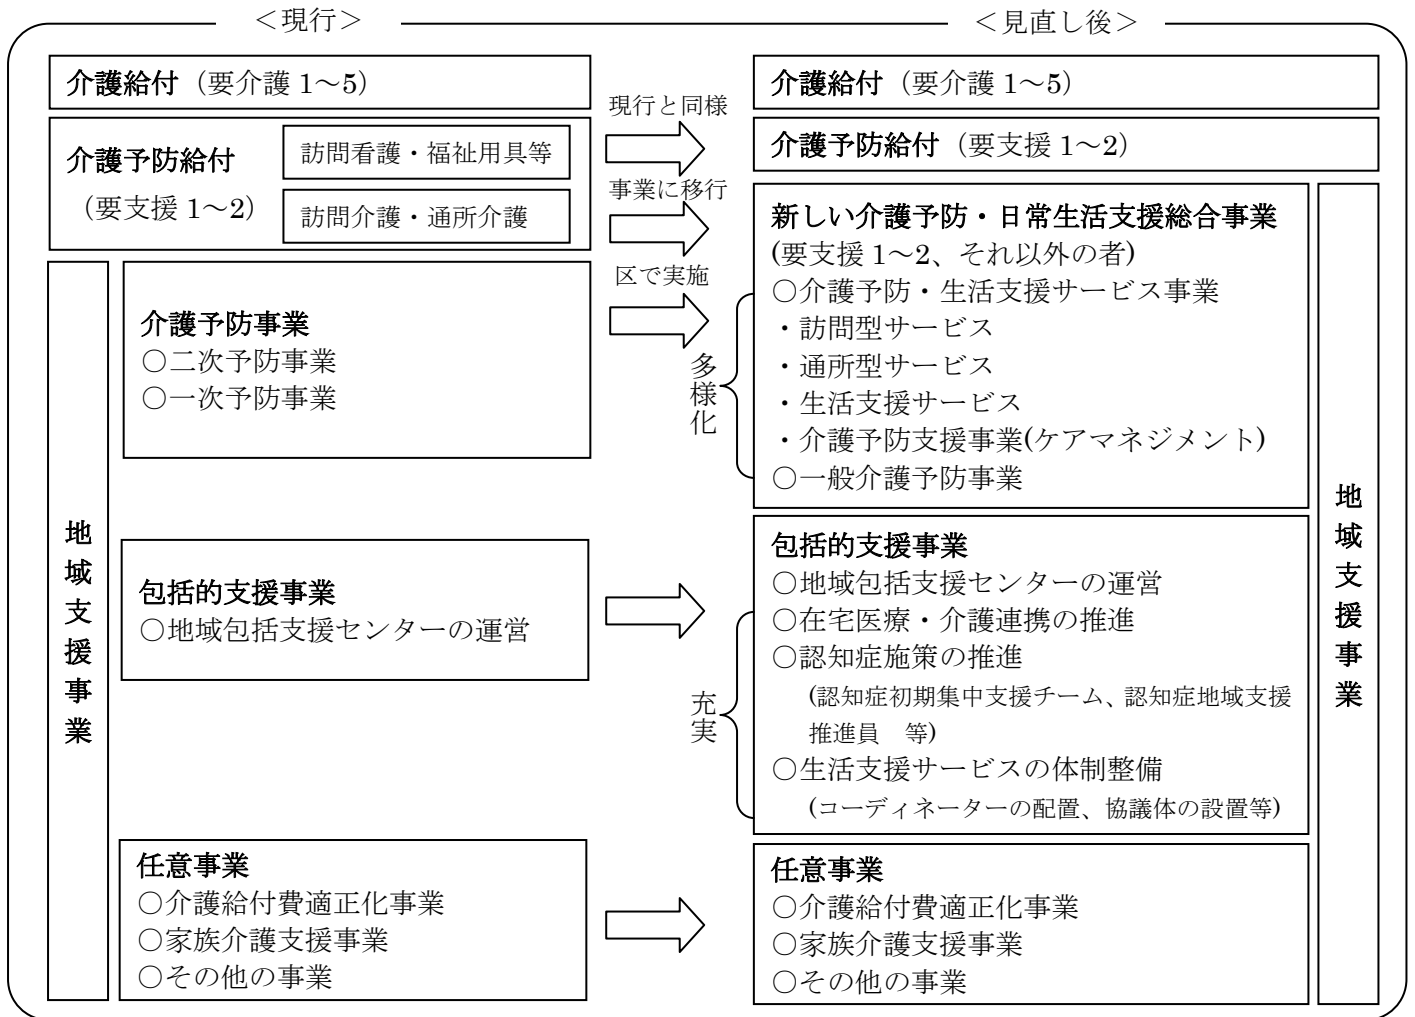 ＜現行＞
＜見直し後＞
介護給付（要介護 1～5）
介護予防給付
（要支援 1～2）
訪問看護・福祉用具等
訪問介護・通所介護
地域支援事業
介護予防事業
○二次予防事業
○一次予防事業
包括的支援事業
○地域包括支援センターの運営
任意事業
○介護給付費適正化事業
○家族介護支援事業
○その他の事業
現行と同様
事業に移行
区で実施
多様化
充実
介護給付（要介護 1～5）
介護予防給付（要支援 1～2）
新しい介護予防・日常生活支援総合事業
(要支援 1～2、それ以外の者)
○介護予防・生活支援サービス事業
・訪問型サービス
・通所型サービス
・生活支援サービス
・介護予防支援事業(ケアマネジメント)
○一般介護予防事業
包括的支援事業
○地域包括支援センターの運営
○在宅医療・介護連携の推進
○認知症施策の推進
(認知症初期集中支援チーム、認知症地域支援
推進員　等)
○生活支援サービスの体制整備
(コーディネーターの配置、協議体の設置等)
任意事業
○介護給付費適正化事業
○家族介護支援事業
○その他の事業
地域支援事業